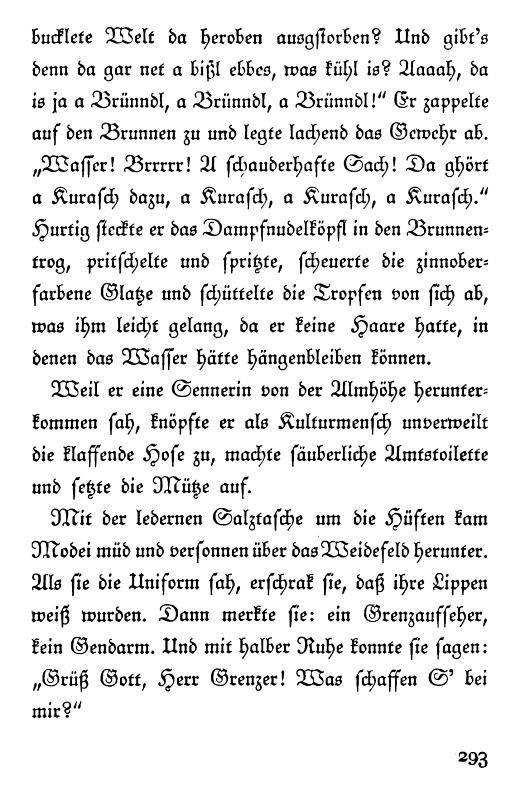 bucklete Welt da heroben ausgstorben? Und gibt's
denn da gar net a bißl ebbes, was kühl is? Aaaah, da
is ja a Brünndl, a Brünndl, a Brünndl!" Er zappelte
auf den Brunnen zu und legte lachend das Gewehr ab.
„Wasser! Brrrrr! A schauderhafte Sach! Da ghört
a Kurasch dazu, a Kurasch, a Kurasch, a Kurasch."
Hurtig steckte er das Dampfnudelköpfl in den Brunnen-
trog, pritschelte und spritzte, scheuerte die zinnober-
farbene Glatze und schüttelte die Tropfen von sich ab,
was ihm leicht gelang, da er keine Haare hatte, in
denen das Wasser hätte hängenbleiben können.
Weil er eine Sennerin von der Almhöhe herunter-
kommen sah, knöpfte er als Kulturmensch unverweilt
die klaffende Hose zu, machte säuberliche Amtstoilette
und setzte die Mütze auf.
Mit der ledernen Salztasche um die Hüften kam
Modei müd und versonnen über das Weidefeld herunter.
Als sie die Uniform sah, erschrak sie, daß ihre Lippen
weiß wurden. Dann merkte sie: ein Grenzaufseher,
kein Gendarm. Und mit halber Ruhe konnte sie sagen:
„Grüß Gott, Herr Grenzer! Was schaffen S' bei
mir?"
293